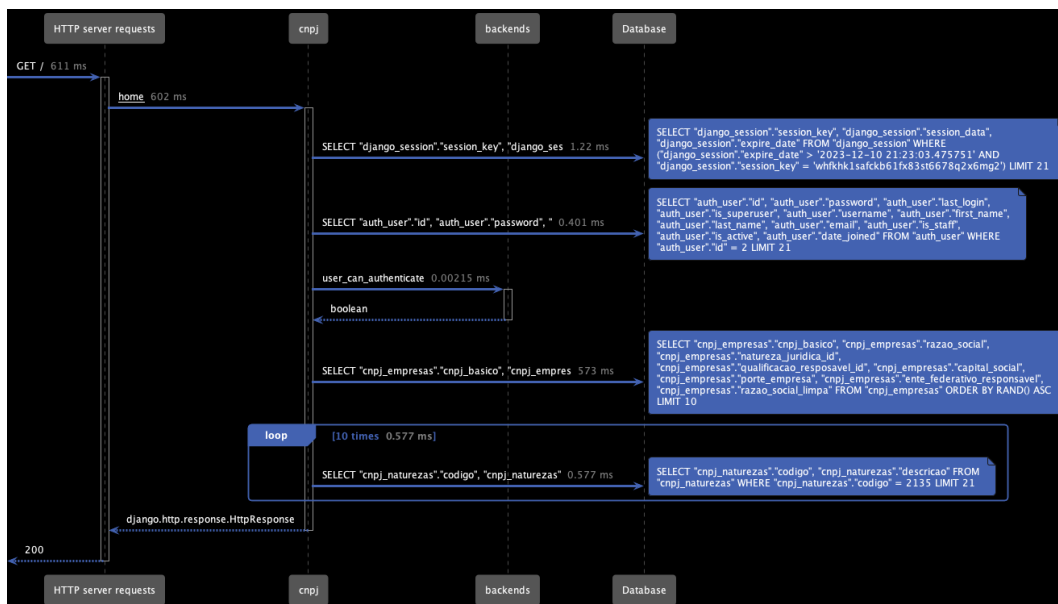 HTTP server requests
cnpj
backends
Database
GET / 611 ms
home 602 ms
SELECT "django_session"."session_key", "django_ses 1.22 ms
SELECT "django_session"."session_key", "django_session"."session_data",
"django_session"."expire_date" FROM "django_session" WHERE
("django_session"."expire_date" > '2023-12-10 21:23:03.475751' AND
"django_session"."session_key" = 'whfkhk1safckb61fx83st6678q2x6mg2') LIMIT 21
SELECT "auth_user"."id", "auth_user"."password", " 0.401 ms
SELECT "auth_user"."id", "auth_user"."password", "auth_user"."last_login",
"auth_user"."is_superuser", "auth_user"."username", "auth_user"."first_name",
"auth_user"."last_name", "auth_user"."email", "auth_user"."is_staff",
"auth_user"."is_active", "auth_user"."date_joined" FROM "auth_user" WHERE
"auth_user"."id" = 2 LIMIT 21
user_can_authenticate 0.00215 ms
boolean
SELECT "cnpj_empresas"."cnpj_basico", "cnpj_empres 573 ms
SELECT "cnpj_empresas"."cnpj_basico", "cnpj_empresas"."razao_social",
"cnpj_empresas"."natureza_juridica_id",
"cnpj_empresas"."qualificacao_resposavel_id", "cnpj_empresas"."capital_social",
"cnpj_empresas"."porte_empresa", "cnpj_empresas"."ente_federativo_responsavel",
"cnpj_empresas"."razao_social_limpa" FROM "cnpj_empresas" ORDER BY RAND() ASC
LIMIT 10
loop [10 times 0.577 ms]
SELECT "cnpj_naturezas"."codigo", "cnpj_naturezas" 0.577 ms
SELECT "cnpj_naturezas"."codigo", "cnpj_naturezas"."descricao" FROM
"cnpj_naturezas" WHERE "cnpj_naturezas"."codigo" = 2135 LIMIT 21
django.http.response.HttpResponse
200
HTTP server requests
cnpj
backends
Database